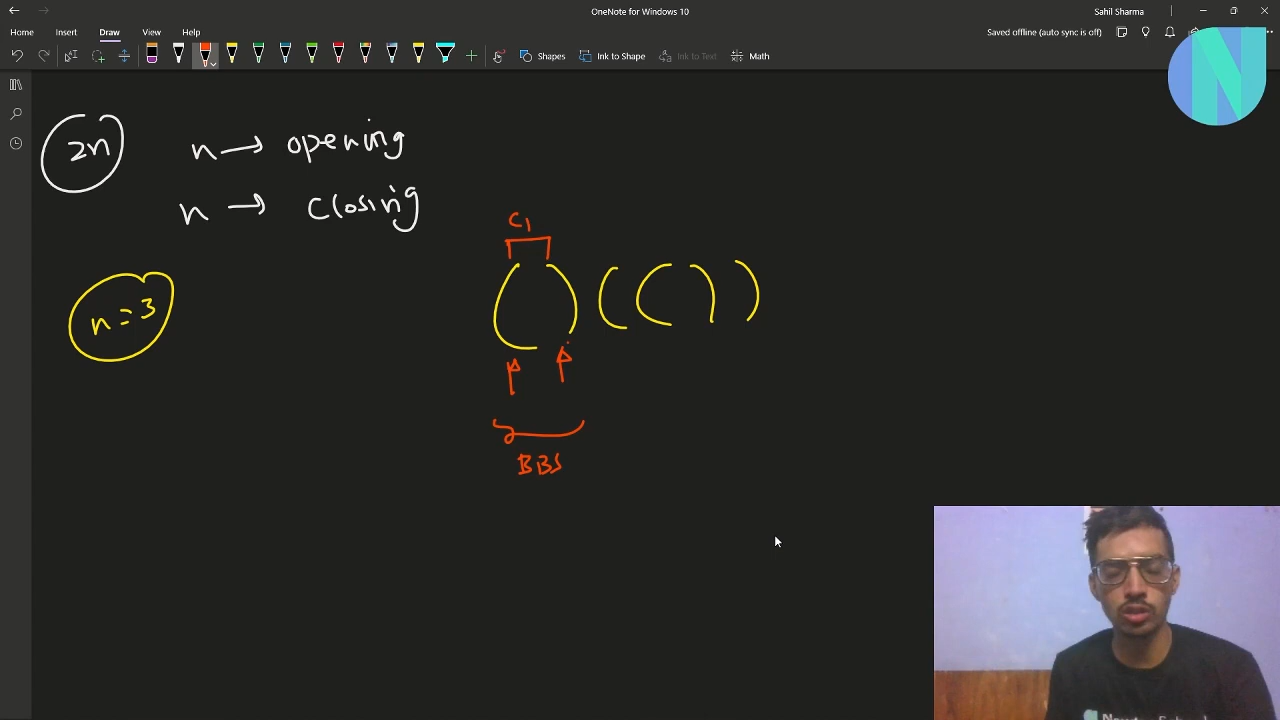 OneNote for Windows 10
Sahil Sharma
Home Insert Draw View Help
Saved offline (auto sync is off)
Shapes Ink to Shape Ink to Text Math
2n n → opening
n → closing
n = 3
C1
( ) ( ( ) )
BBS